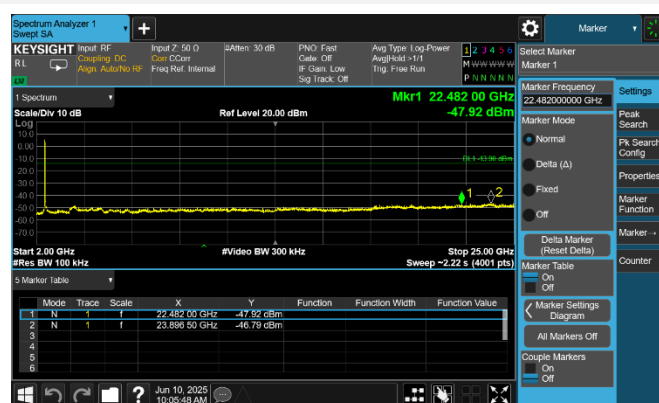 Spectrum Analyzer 1
Swept SA
+
Marker
KEYSIGHT
RL
Input: RF
Coupling: DC
Align: Auto/No RF
Input Z: 50 Ω
Corr CCorr
Freq Ref: Internal
#Atten: 30 dB
PNO: Fast
Gate: Off
IF Gain: Low
Sig Track: Off
Avg Type: Log-Power
Avg|Hold:>1/1
Trig: Free Run
1 2 3 4 5 6
M W W W W W
P N N N N N
Select Marker
Marker 1
1 Spectrum
Mkr1 22.482 00 GHz
Scale/Div 10 dB
Ref Level 20.00 dBm
-47.92 dBm
Log
10.0
0.00
-10.0
-20.0
-30.0
-40.0
-50.0
-60.0
-70.0
1
2
Start 2.00 GHz
#Video BW 300 kHz
Stop 25.00 GHz
#Res BW 100 kHz
Sweep ~2.22 s (4001 pts)
5 Marker Table
Mode Trace Scale X Y Function Function Width Function Value
1 N 1 f 22.482 00 GHz -47.92 dBm
2 N 1 f 23.896 50 GHz -46.79 dBm
3
4
5
6
Marker Frequency
22.482000000 GHz
Marker Mode
Normal
Delta (Δ)
Fixed
Off
Delta Marker
(Reset Delta)
Marker Table
On
Off
Marker Settings
Diagram
All Markers Off
Couple Markers
On
Off
Settings
Peak
Search
Pk Search
Config
Properties
Marker
Function
Marker→
Counter
?
Jun 10, 2025
10:05:48 AM